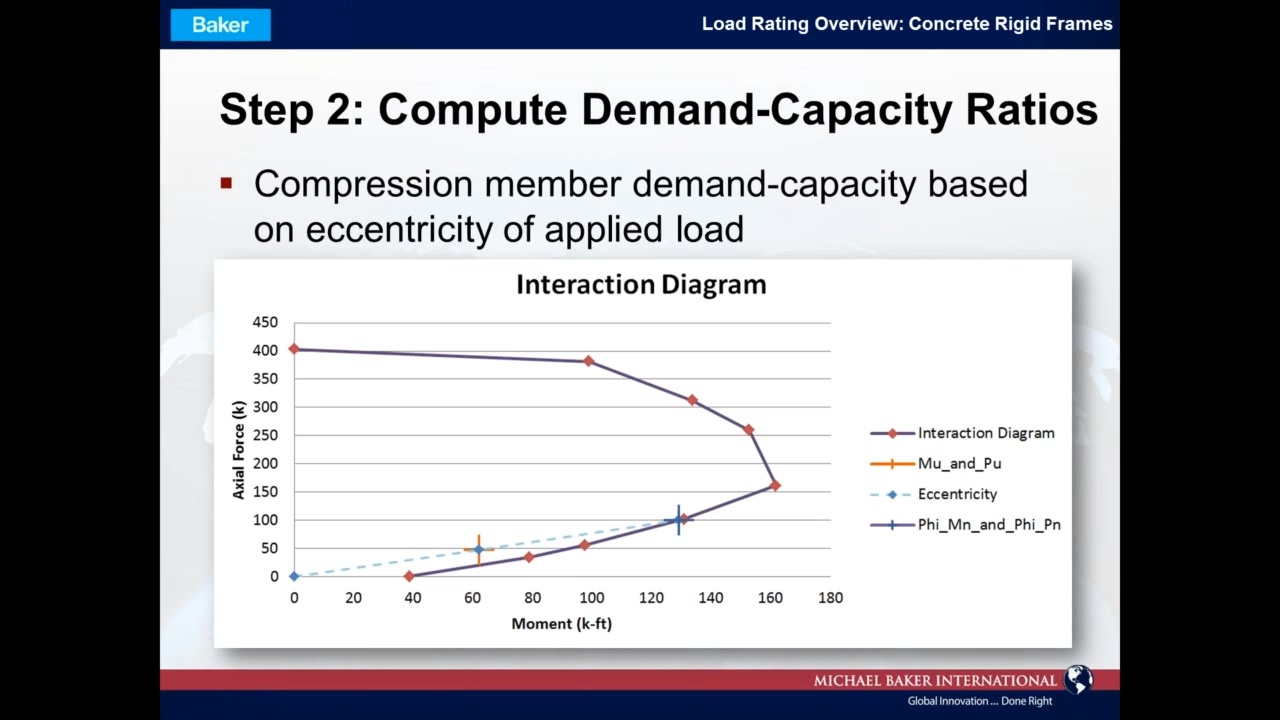 Baker
Load Rating Overview: Concrete Rigid Frames
Step 2: Compute Demand-Capacity Ratios
Compression member demand-capacity based
on eccentricity of applied load
Interaction Diagram
450
400
350
300
250
200
150
100
50
0
Axial Force (k)
0 20 40 60 80 100 120 140 160 180
Moment (k-ft)
Interaction Diagram
Mu_and_Pu
Eccentricity
Phi_Mn_and_Phi_Pn
MICHAEL BAKER INTERNATIONAL
Global Innovation ... Done Right